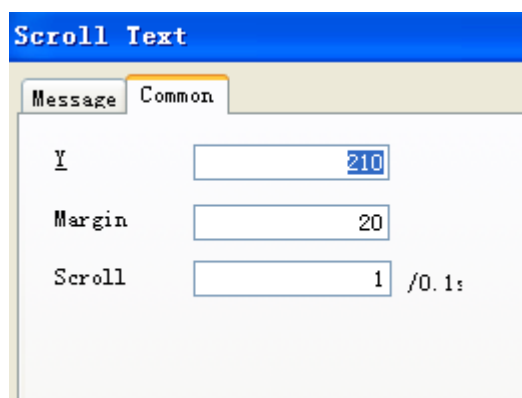 Scroll Text
Message Common
Y 210
Margin 20
Scroll 1 /0.1s